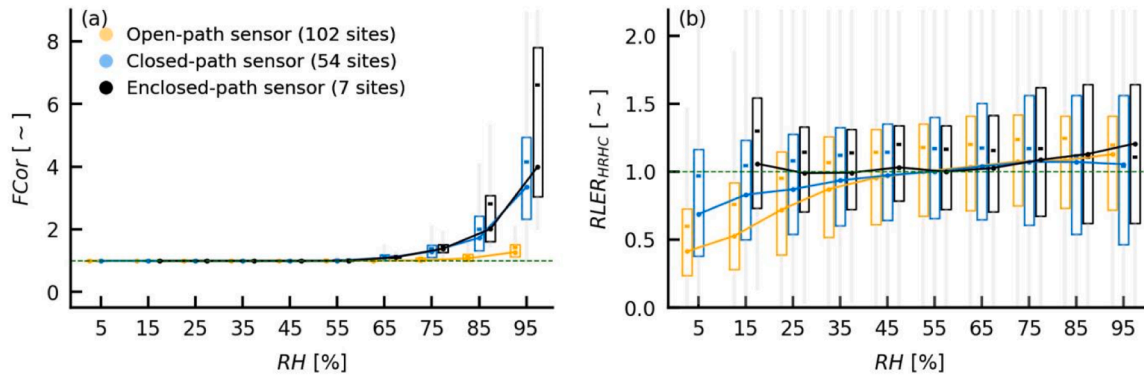 (a)
Open-path sensor (102 sites)
Closed-path sensor (54 sites)
Enclosed-path sensor (7 sites)
FCor [ ~ ]
8
6
4
2
0
5 15 25 35 45 55 65 75 85 95
RH [%]
(b)
RLER_HRHC [ ~ ]
2.0
1.5
1.0
0.5
0.0
5 15 25 35 45 55 65 75 85 95
RH [%]